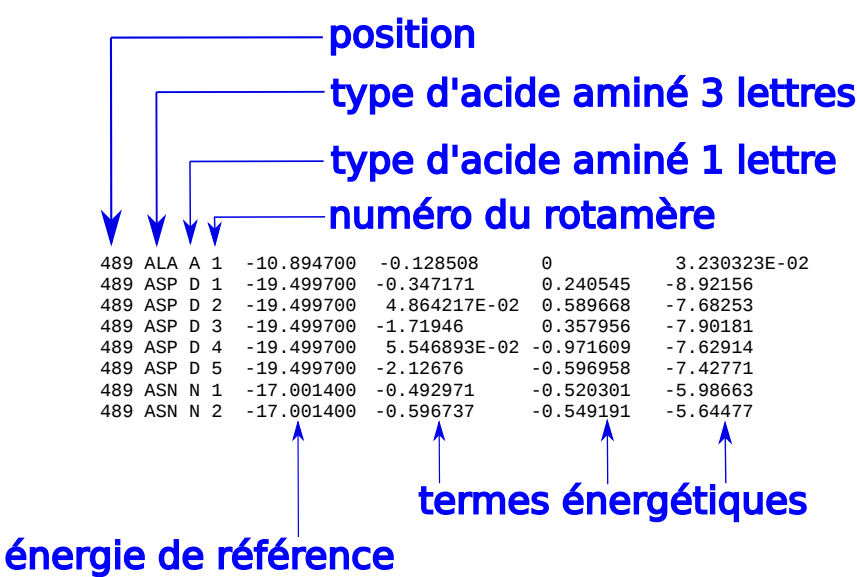 position
type d'acide aminé 3 lettres
type d'acide aminé 1 lettre
numéro du rotamère
489 ALA A 1 -10.894700 -0.128508 0 3.230323E-02
489 ASP D 1 -19.499700 -0.347171 0.240545 -8.92156
489 ASP D 2 -19.499700 4.864217E-02 0.589668 -7.68253
489 ASP D 3 -19.499700 -1.71946 0.357956 -7.90181
489 ASP D 4 -19.499700 5.546893E-02 -0.971609 -7.62914
489 ASP D 5 -19.499700 -2.12676 -0.596958 -7.42771
489 ASN N 1 -17.001400 -0.492971 -0.520301 -5.98663
489 ASN N 2 -17.001400 -0.596737 -0.549191 -5.64477
termes énergétiques
énergie de référence